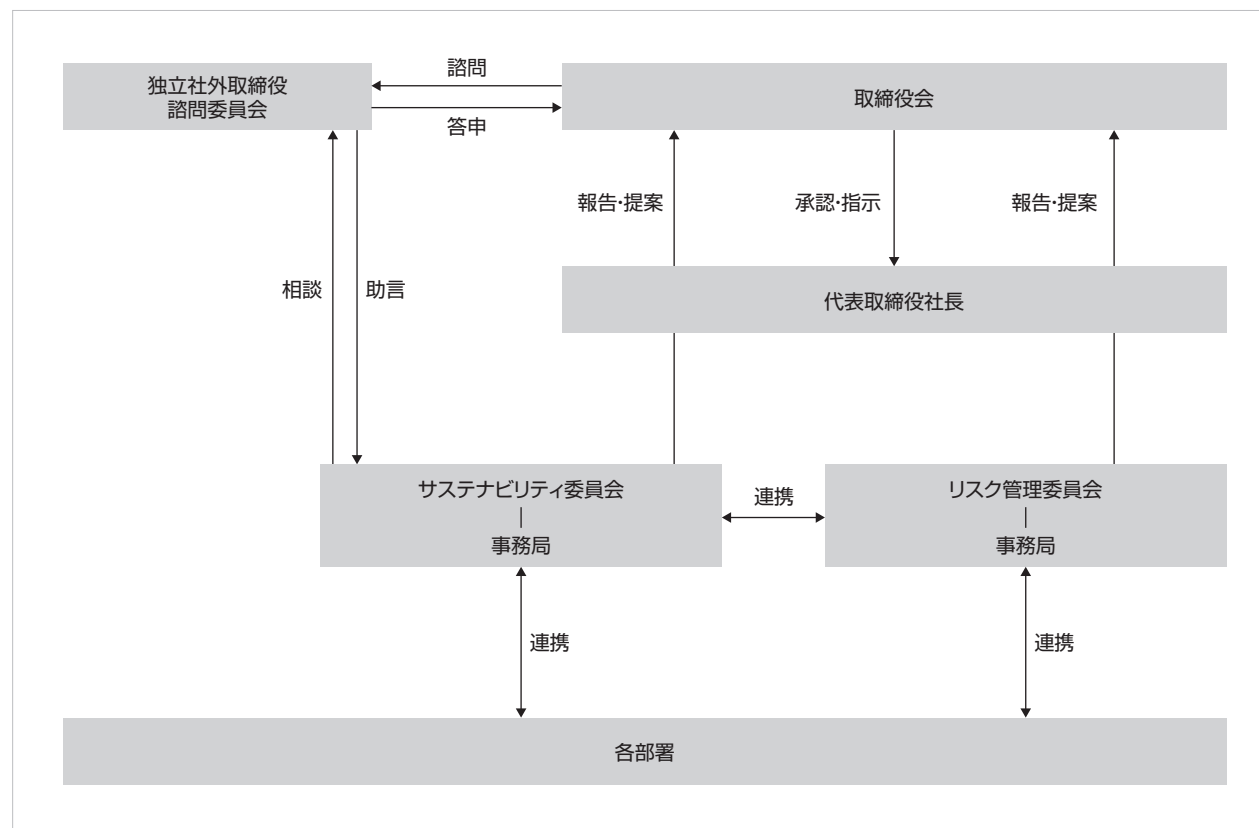 独立社外取締役
諮問委員会
諮問
答申
取締役会
報告・提案
承認・指示
報告・提案
相談
助言
代表取締役社長
サステナビリティ委員会
事務局
連携
リスク管理委員会
事務局
連携
連携
各部署